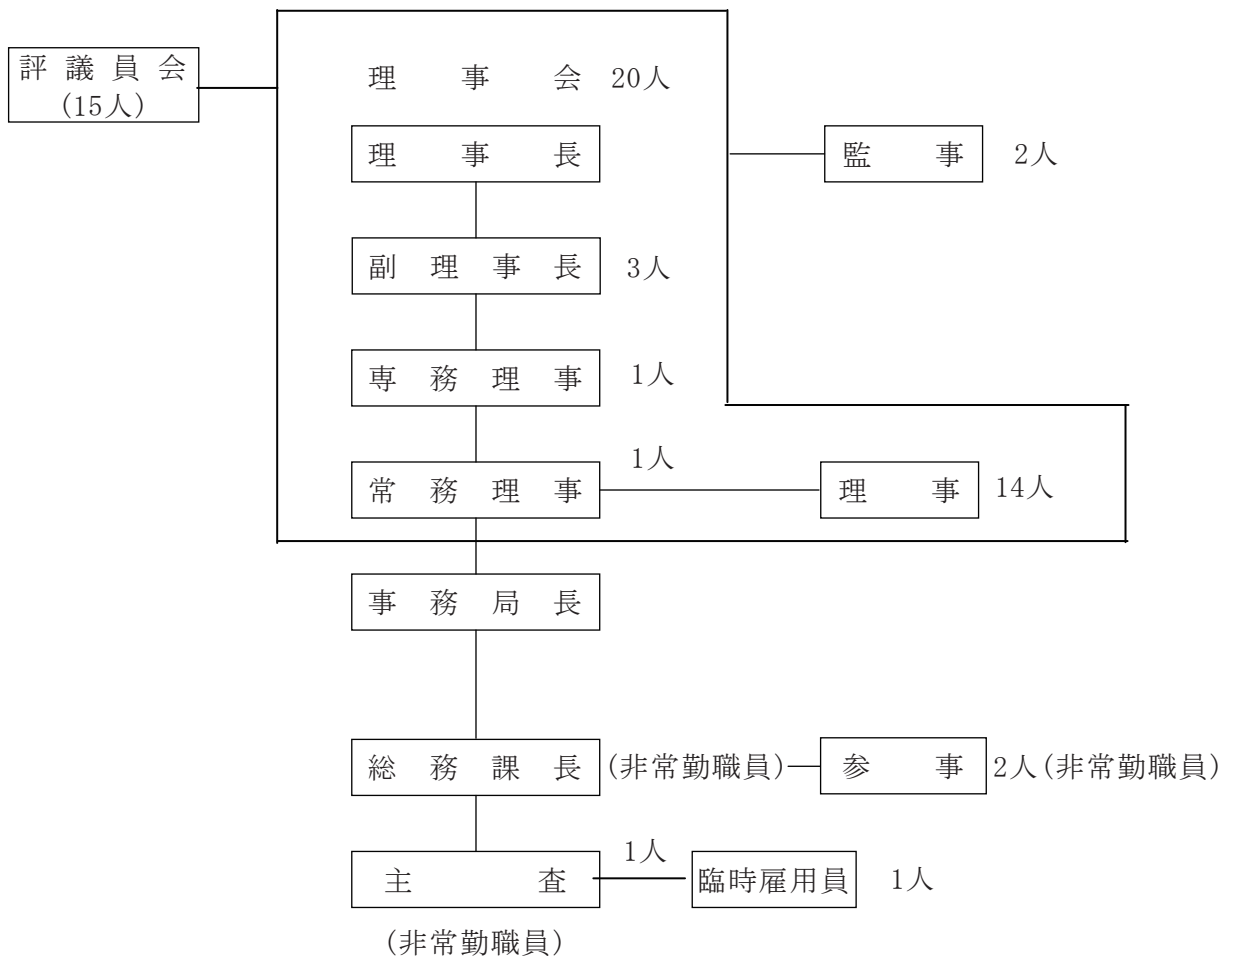 評議員会
(15人)
理事会 20人
理事長
監事 2人
副理事長 3人
専務理事 1人
常務理事 1人 理事 14人
事務局長
総務課長 (非常勤職員) 参事 2人(非常勤職員)
主査 1人 臨時雇用員 1人
(非常勤職員)